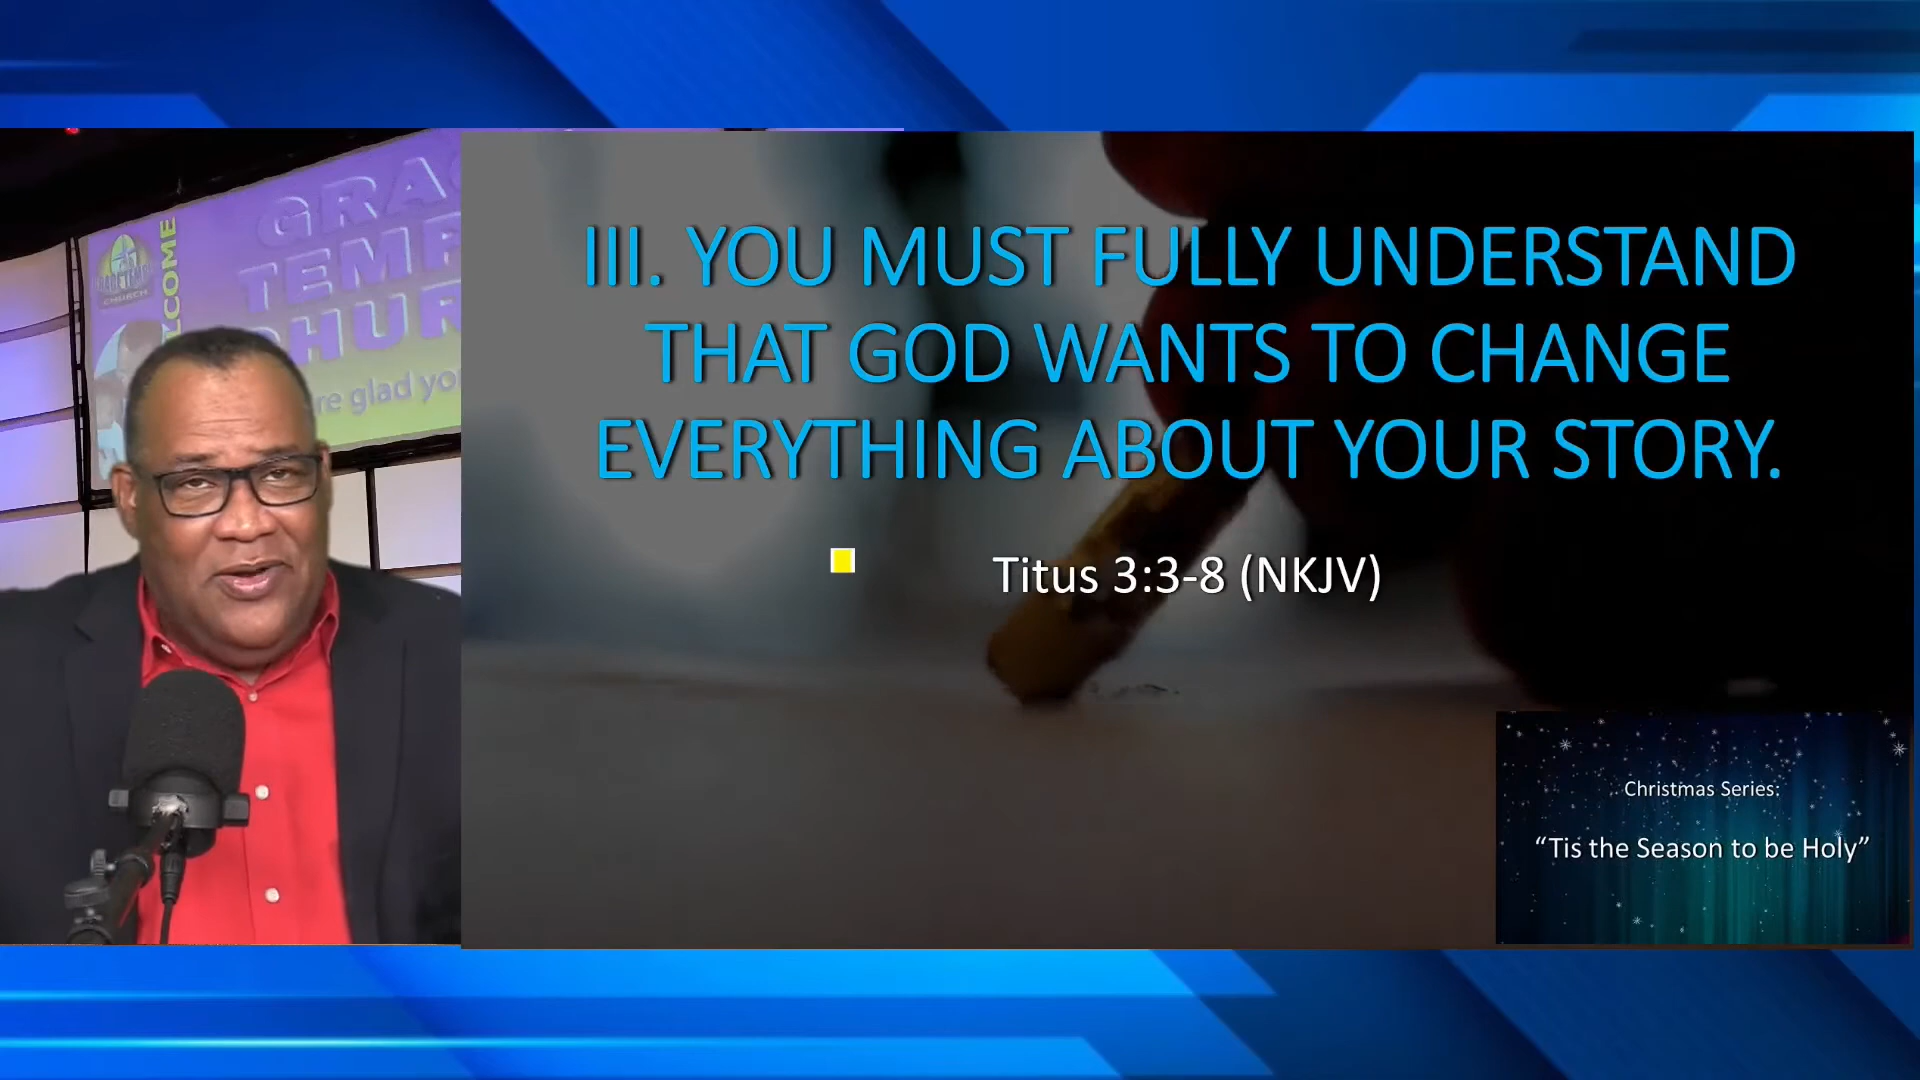 III. YOU MUST FULLY UNDERSTAND
THAT GOD WANTS TO CHANGE
EVERYTHING ABOUT YOUR STORY.
Titus 3:3-8 (NKJV)
Christmas Series:
“Tis the Season to be Holy”
CHURCH